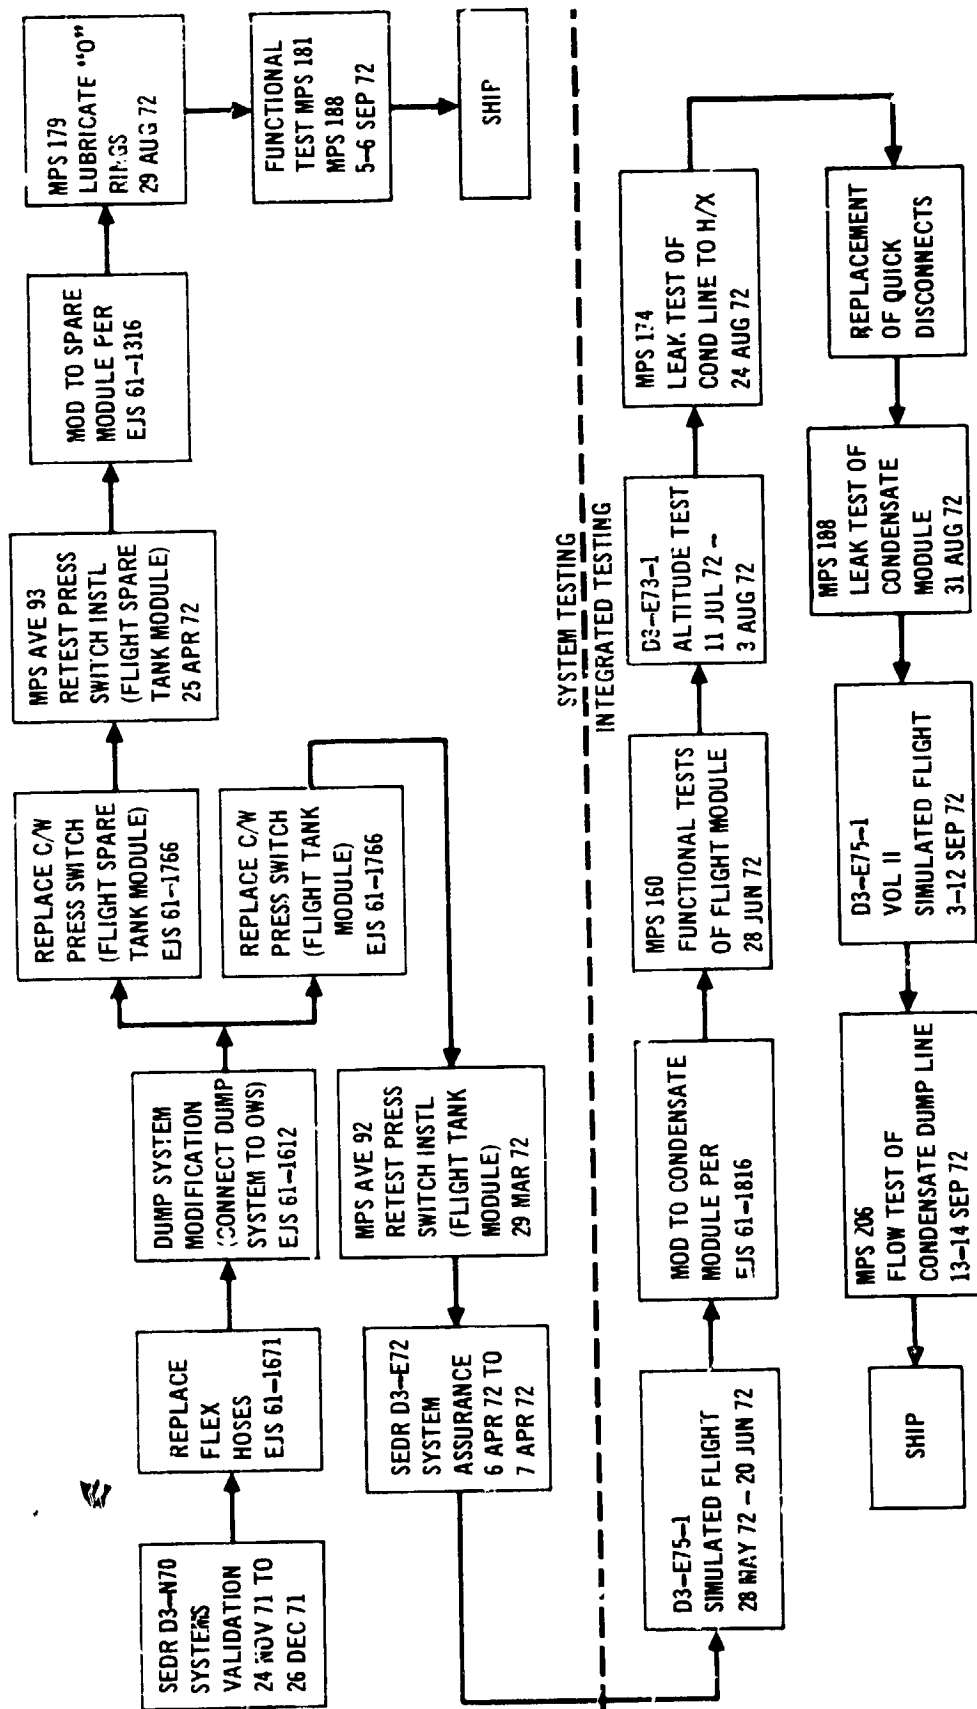 SEDR D3-N70
SYSTEMS
VALIDATION
24 NOV 71 TO
26 DEC 71
REPLACE
FLEX
HOSES
EJS 61-1671
DUMP SYSTEM
MODIFICATION
(CONNECT DUMP
SYSTEM TO OWS)
EJS 61-1612
REPLACE C/W
PRESS SWITCH
(FLIGHT SPARE
TANK MODULE)
EJS 61-1766
MPS AVE 93
RETEST PRESS
SWITCH INSTL
(FLIGHT SPARE
TANK MODULE)
25 APR 72
MOD TO SPARE
MODULE PER
EJS 61-1316
MPS 179
LUBRICATE "O"
RINGS
29 AUG 72
FUNCTIONAL
TEST MPS 181
MPS 188
5-6 SEP 72
SHIP
REPLACE C/W
PRESS SWITCH
(FLIGHT TANK
MODULE)
EJS 61-1766
MPS AVE 92
RETEST PRESS
SWITCH INSTL
(FLIGHT TANK
MODULE)
29 MAR 72
SEDR D3-E72
SYSTEM
ASSURANCE
6 APR 72 TO
7 APR 72
SYSTEM TESTING
INTEGRATED TESTING
D3-E75-1
SIMULATED FLIGHT
28 MAY 72 - 20 JUN 72
MOD TO CONDENSATE
MODULE PER
EJS 61-1816
MPS 160
FUNCTIONAL TESTS
OF FLIGHT MODULE
28 JUN 72
D3-E73-1
ALTITUDE TEST
11 JUL 72 -
3 AUG 72
MPS 174
LEAK TEST OF
COND LINE TO H/X
24 AUG 72
REPLACEMENT
OF QUICK
DISCONNECTS
MPS 188
LEAK TEST OF
CONDENSATE
MODULE
31 AUG 72
D3-E75-1
VOL II
SIMULATED FLIGHT
3-12 SEP 72
MPS 206
FLOW TEST OF
CONDENSATE DUMP LINE
13-14 SEP 72
SHIP